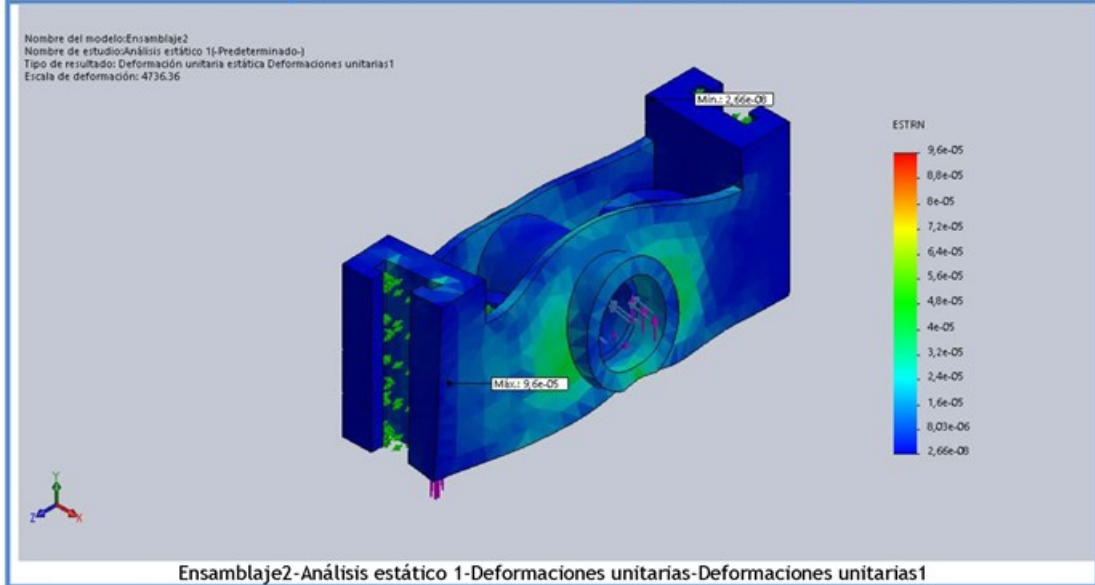 Nombre del modelo:Ensamblaje2
Nombre de estudio:Análisis estático 1(-Predeterminado-)
Tipo de resultado: Deformación unitaria estática Deformaciones unitarias1
Escala de deformación: 4736.36
Mín.: 2,66e-08
ESTRN
9,6e-05
8,8e-05
8e-05
7,2e-05
6,4e-05
5,6e-05
4,8e-05
4e-05
3,2e-05
2,4e-05
1,6e-05
8,03e-06
2,66e-08
Máx.: 9,6e-05
Y
Z
X
Ensamblaje2-Análisis estático 1-Deformaciones unitarias-Deformaciones unitarias1